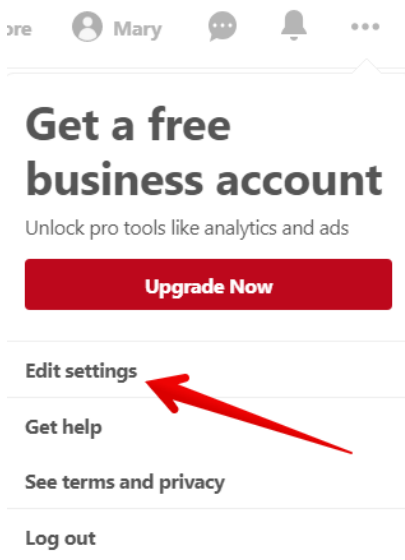 Mary
Get a free
business account
Unlock pro tools like analytics and ads
Upgrade Now
Edit settings
Get help
See terms and privacy
Log out